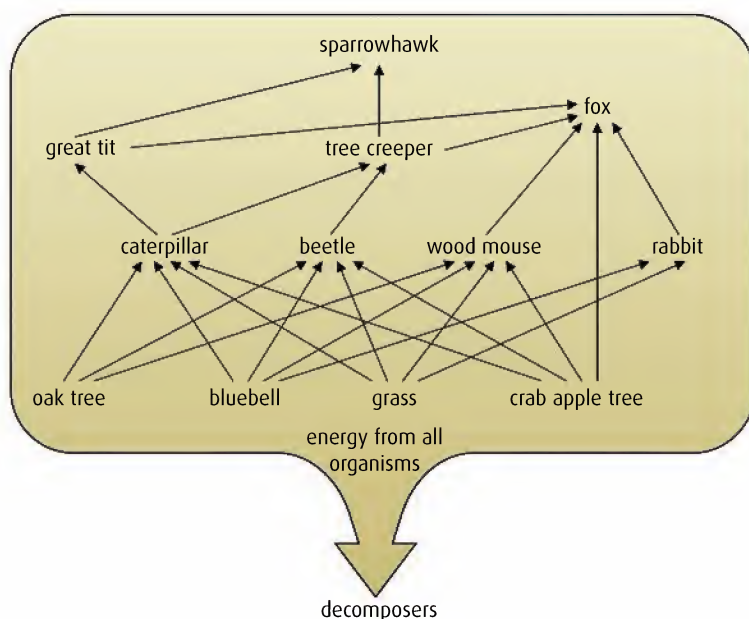 sparrowhawk
fox
great tit
tree creeper
caterpillar
beetle
wood mouse
rabbit
oak tree
bluebell
grass
crab apple tree
energy from all
organisms
decomposers